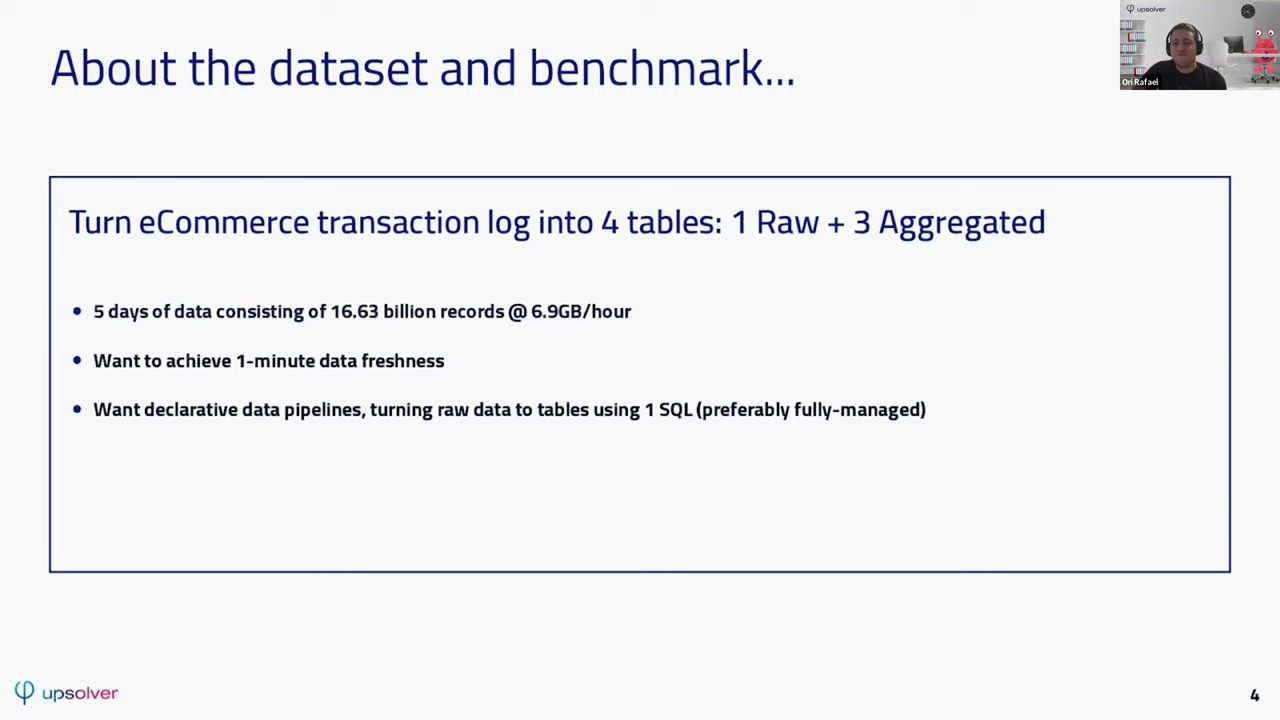 About the dataset and benchmark...
upsolver
Ori Rafael
Turn eCommerce transaction log into 4 tables: 1 Raw + 3 Aggregated
• 5 days of data consisting of 16.63 billion records @ 6.9GB/hour
• Want to achieve 1-minute data freshness
• Want declarative data pipelines, turning raw data to tables using 1 SQL (preferably fully-managed)
upsolver
4